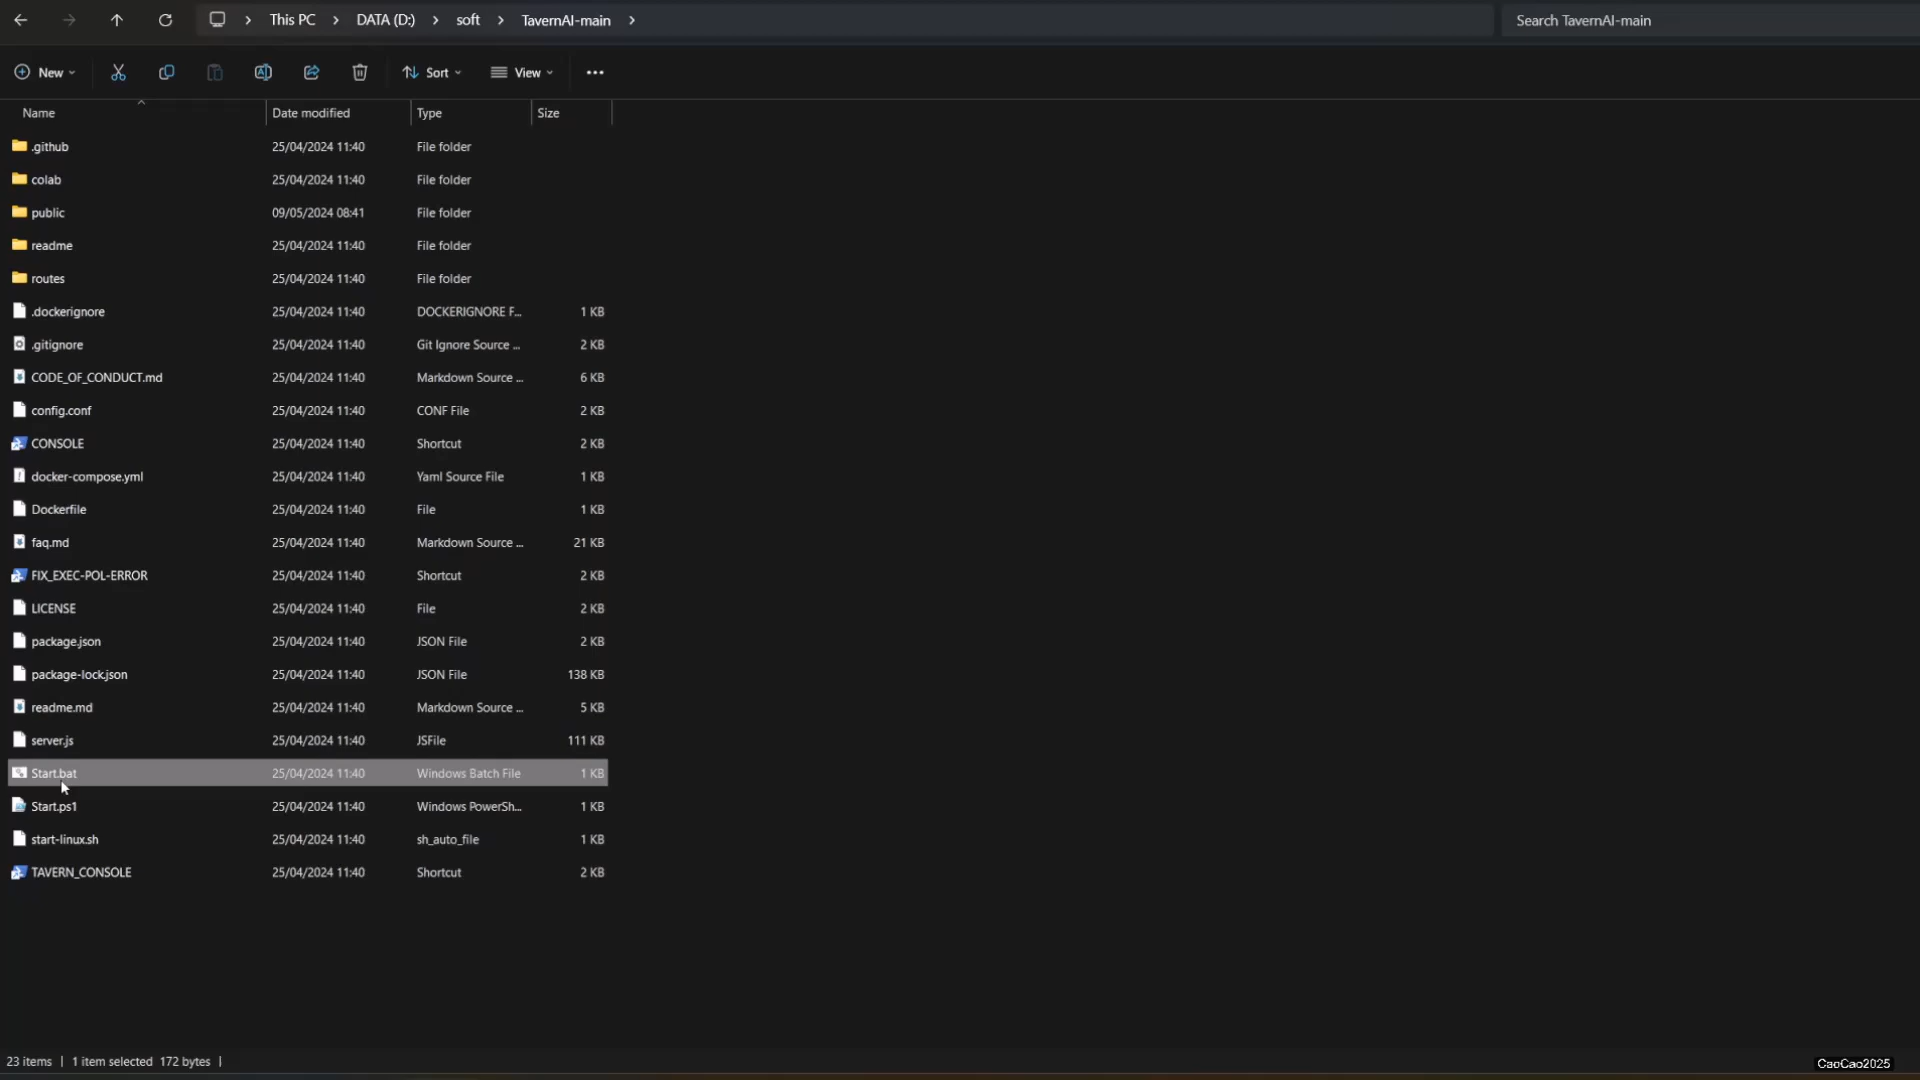 This PC > DATA (D:) > soft > TavernAI-main >
Search TavernAI-main
New Sort View
Name Date modified Type Size
.github 25/04/2024 11:40 File folder
colab 25/04/2024 11:40 File folder
public 09/05/2024 08:41 File folder
readme 25/04/2024 11:40 File folder
routes 25/04/2024 11:40 File folder
.dockerignore 25/04/2024 11:40 DOCKERIGNORE F... 1 KB
.gitignore 25/04/2024 11:40 Git Ignore Source ... 2 KB
CODE_OF_CONDUCT.md 25/04/2024 11:40 Markdown Source ... 6 KB
config.conf 25/04/2024 11:40 CONF File 2 KB
CONSOLE 25/04/2024 11:40 Shortcut 2 KB
docker-compose.yml 25/04/2024 11:40 Yaml Source File 1 KB
Dockerfile 25/04/2024 11:40 File 1 KB
faq.md 25/04/2024 11:40 Markdown Source ... 21 KB
FIX_EXEC-POL-ERROR 25/04/2024 11:40 Shortcut 2 KB
LICENSE 25/04/2024 11:40 File 2 KB
package.json 25/04/2024 11:40 JSON File 2 KB
package-lock.json 25/04/2024 11:40 JSON File 138 KB
readme.md 25/04/2024 11:40 Markdown Source ... 5 KB
server.js 25/04/2024 11:40 JSFile 111 KB
Start.bat 25/04/2024 11:40 Windows Batch File 1 KB
Start.ps1 25/04/2024 11:40 Windows PowerSh... 1 KB
start-linux.sh 25/04/2024 11:40 sh_auto_file 1 KB
TAVERN_CONSOLE 25/04/2024 11:40 Shortcut 2 KB
23 items | 1 item selected 172 bytes |
CaoCao2025